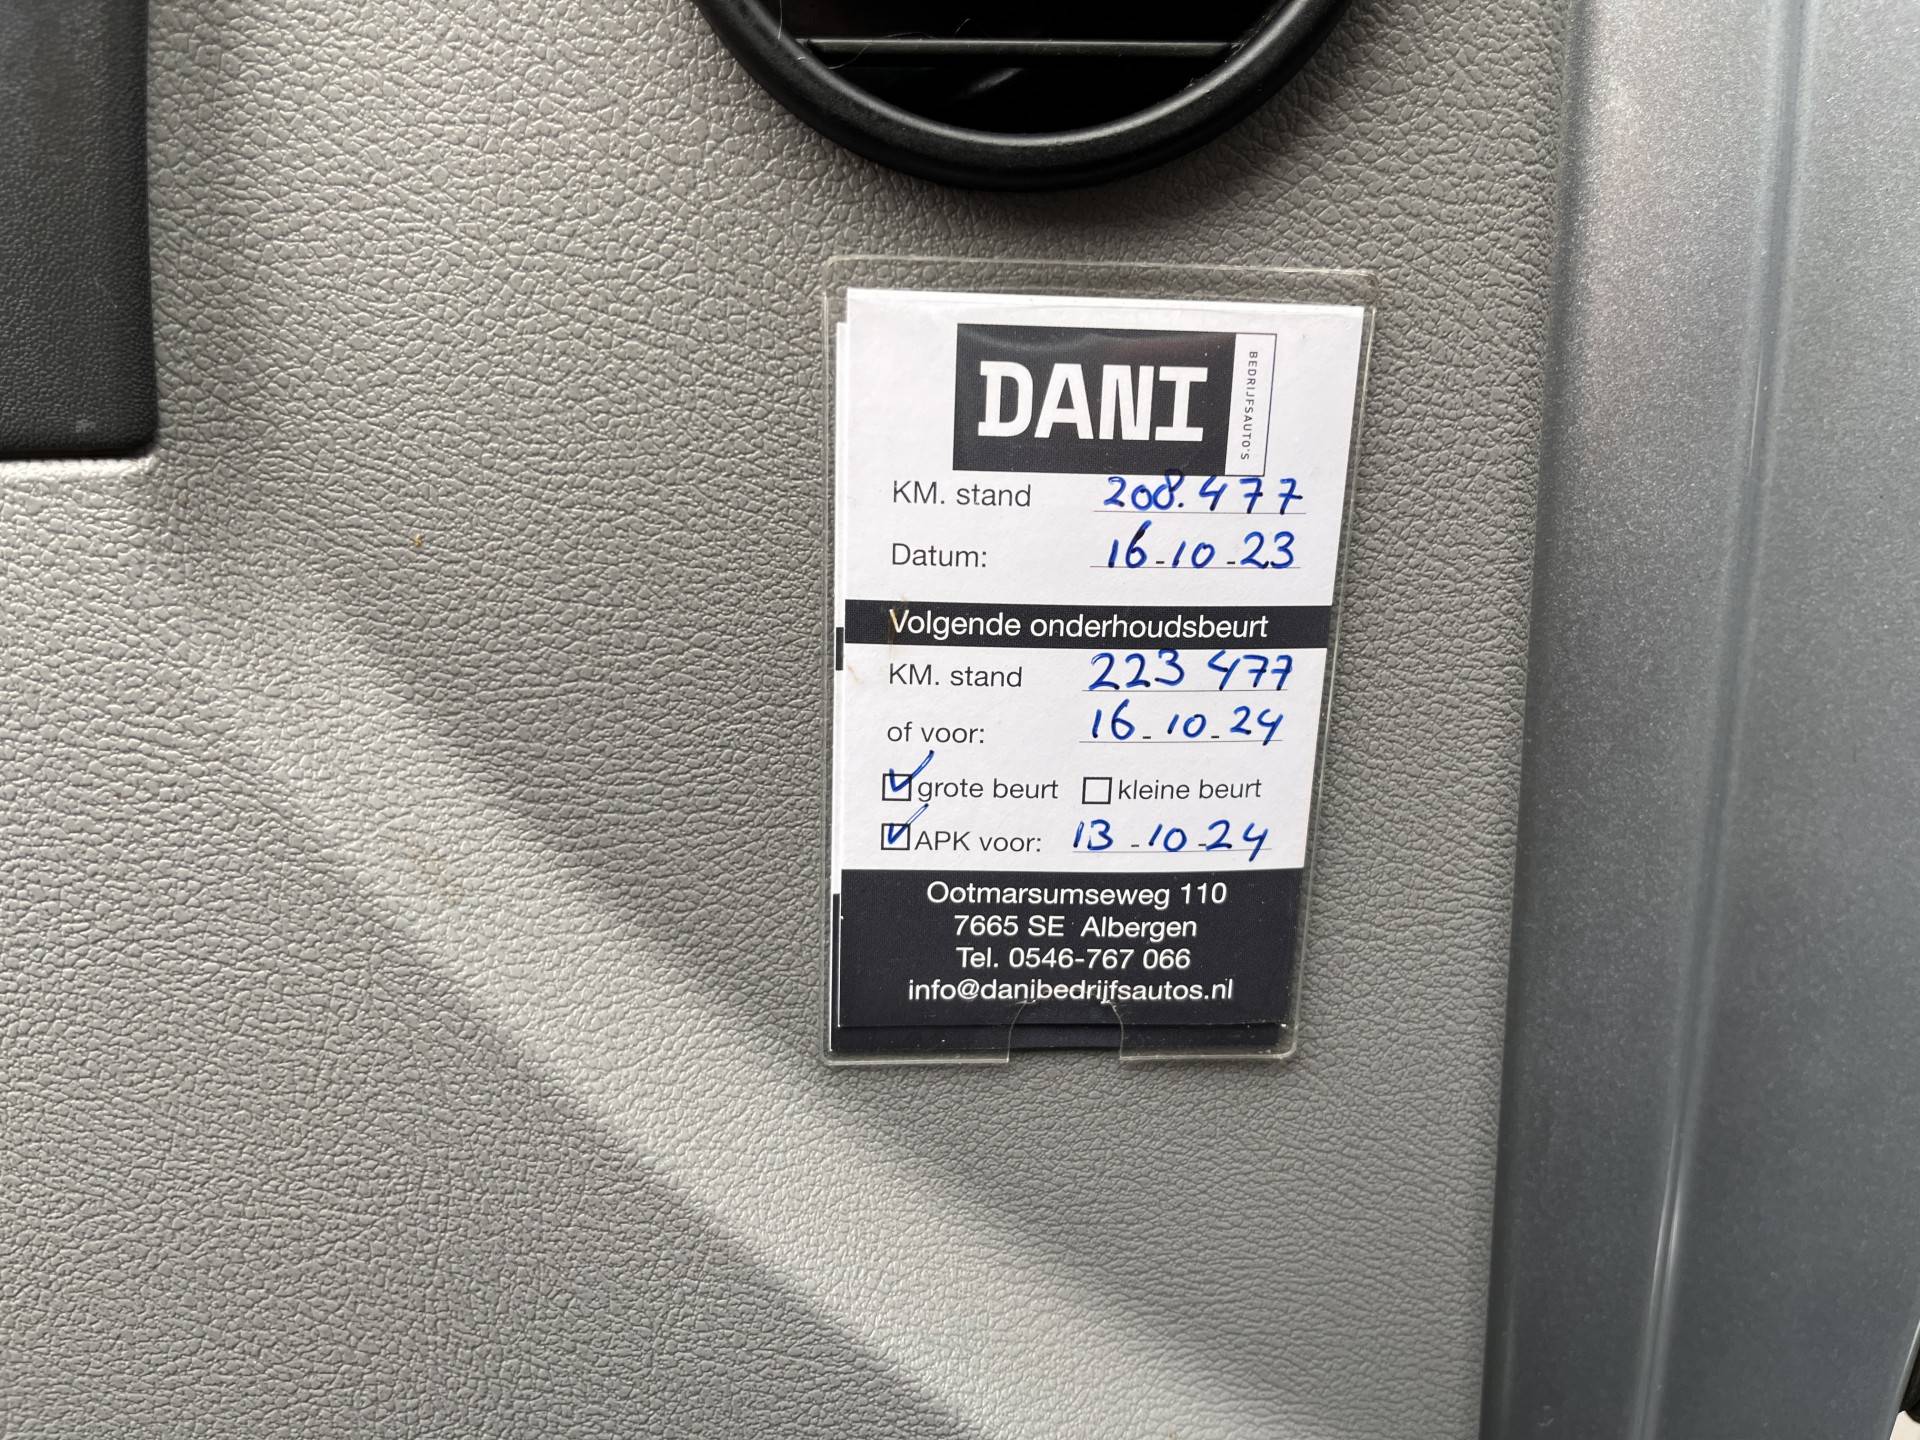 DANI BEDRIJFSAUTO'S
KM. stand 208.477
Datum: 16-10-23
Volgende onderhoudsbeurt
KM. stand 223 477
of voor: 16-10-24
grote beurt kleine beurt
APK voor: 13-10-24
Ootmarsumseweg 110
7665 SE Albergen
Tel. 0546-767 066
info@danibedrijfsautos.nl